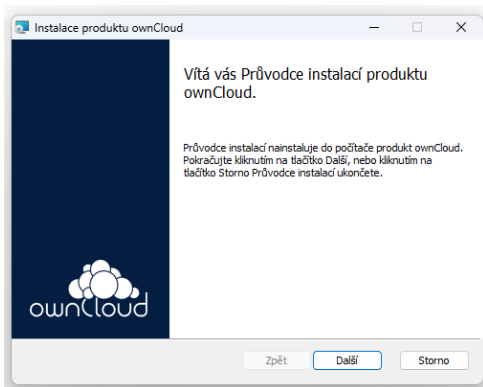 Instalace produktu ownCloud
Vítá vás Průvodce instalací produktu
ownCloud.
Průvodce instalací nainstaluje do počítače produkt ownCloud.
Pokračujte kliknutím na tlačítko Další, nebo kliknutím na
tlačítko Storno Průvodce instalací ukončete.
ownCloud
Zpět
Další
Storno